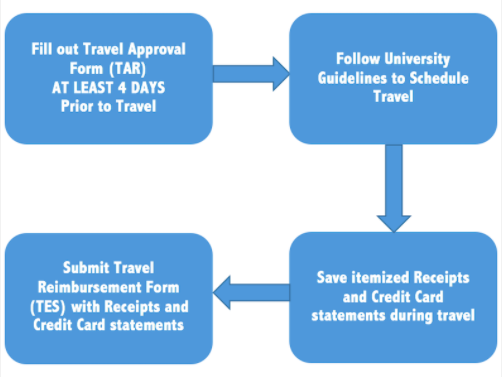 Fill out Travel Approval
Form (TAR)
AT LEAST 4 DAYS
Prior to Travel
Follow University
Guidelines to Schedule
Travel
Save itemized Receipts
and Credit Card
statements during travel
Submit Travel
Reimbursement Form
(TES) with Receipts and
Credit Card statements